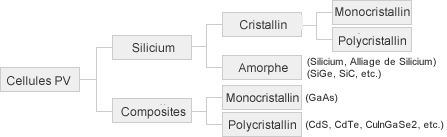 Monocristallin
Cristallin
Polycristallin
Silicium
Amorphe (Silicium, Alliage de Silicium)
(SiGe, SiC, etc.)
Cellules PV
Monocristallin (GaAs)
Composites
Polycristallin (CdS, CdTe, CuInGaSe2, etc.)